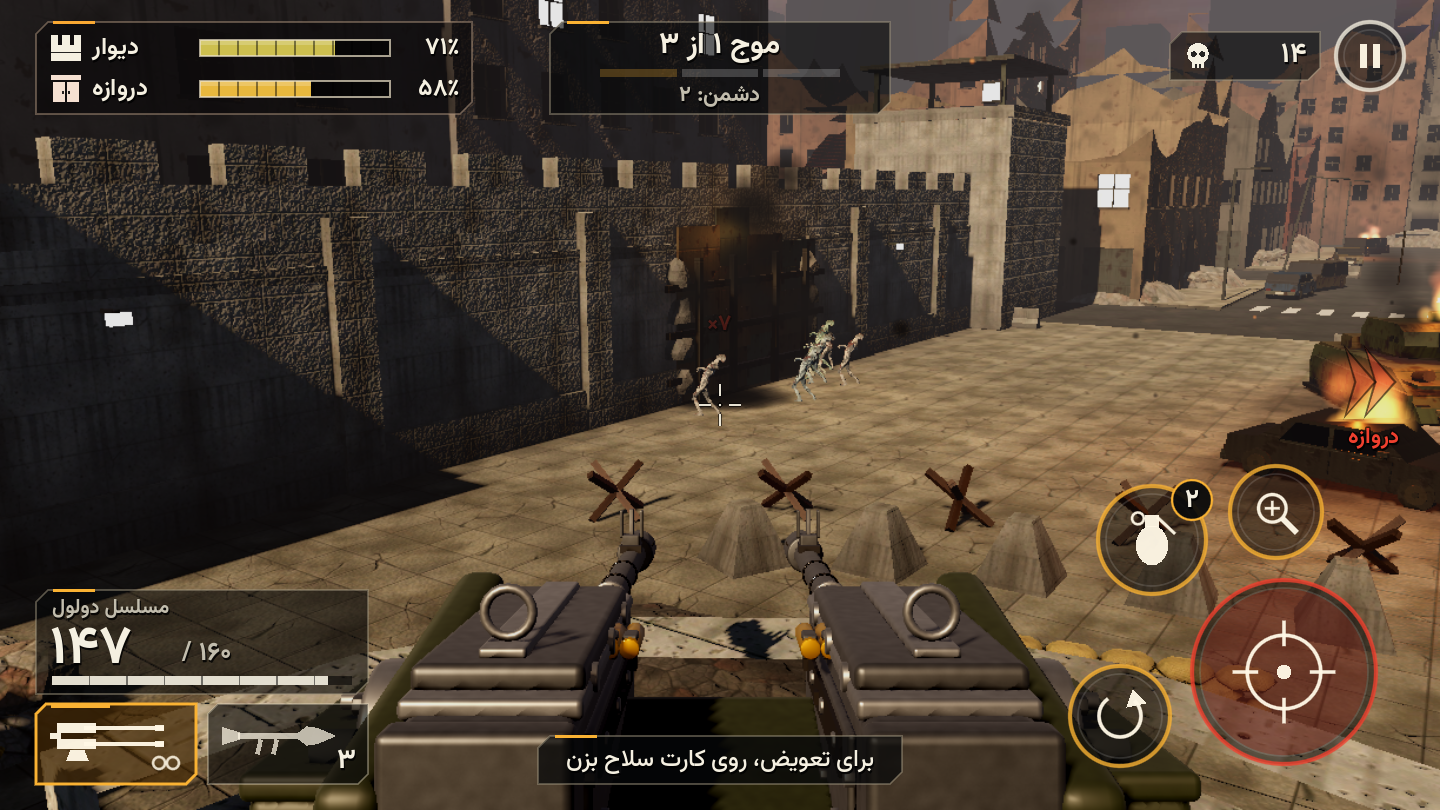 دیوار ۷۱٪
دروازه ۵۸٪
موج ۱ از ۳
دشمن: ۲
۱۴
×۷
دروازه
۲
مسلسل دولول
۱۴۷ / ۱۶۰
∞
۳
برای تعویض، روی کارت سلاح بزن